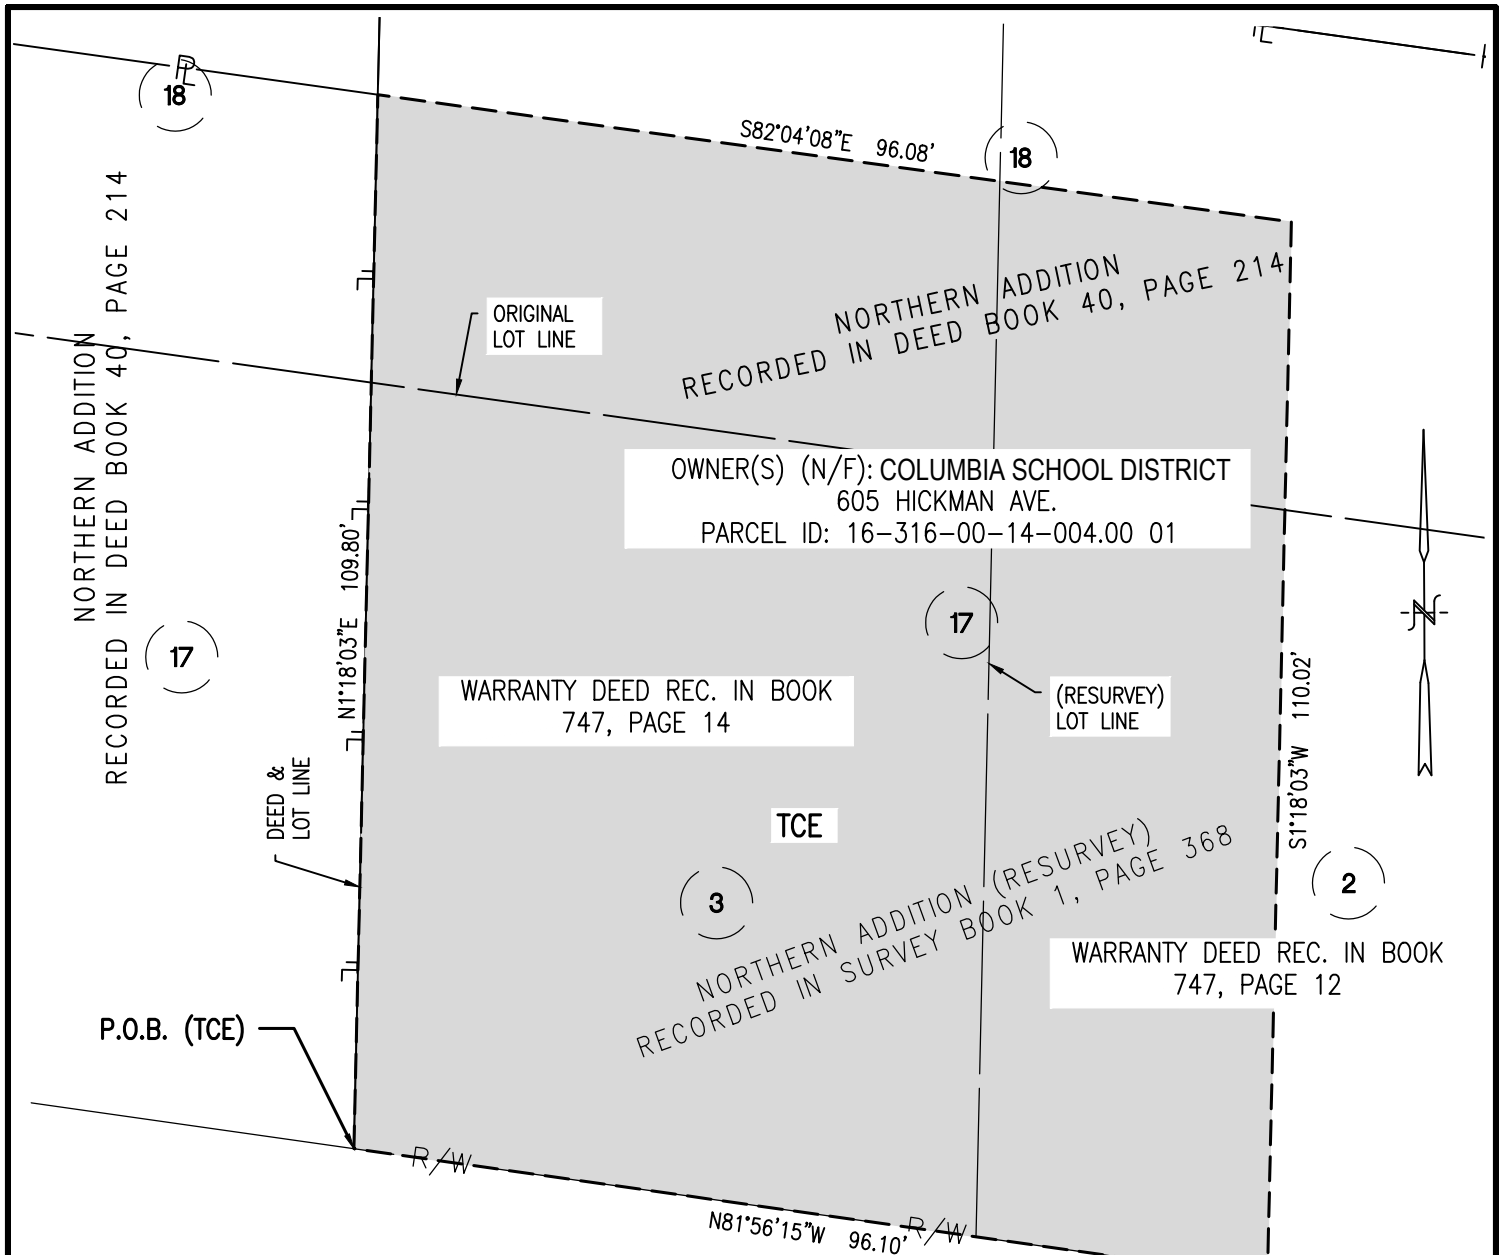 PL
18
S82°04'08"E 96.08'
18
NORTHERN ADDITION
RECORDED IN DEED BOOK 40, PAGE 214
ORIGINAL
LOT LINE
NORTHERN ADDITION
RECORDED IN DEED BOOK 40, PAGE 214
OWNER(S) (N/F): COLUMBIA SCHOOL DISTRICT
605 HICKMAN AVE.
PARCEL ID: 16-316-00-14-004.00 01
N1°18'03"E 109.80'
17
17
WARRANTY DEED REC. IN BOOK
747, PAGE 14
(RESURVEY)
LOT LINE
S1°18'03"W 110.02'
N
DEED &
LOT LINE
TCE
3
2
NORTHERN ADDITION (RESURVEY)
RECORDED IN SURVEY BOOK 1, PAGE 368
WARRANTY DEED REC. IN BOOK
747, PAGE 12
P.O.B. (TCE)
R/W
N81°56'15"W 96.10'
R/W